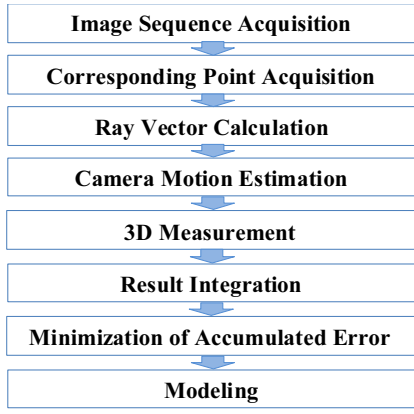 Image Sequence Acquisition
Corresponding Point Acquisition
Ray Vector Calculation
Camera Motion Estimation
3D Measurement
Result Integration
Minimization of Accumulated Error
Modeling